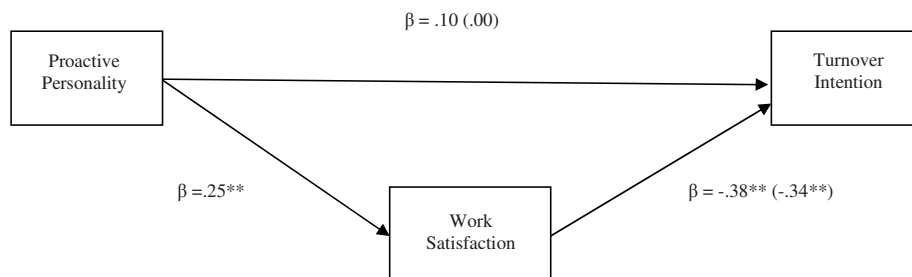 β = .10 (.00)
Proactive
Personality
Turnover
Intention
β =.25**
β = -.38** (-.34**)
Work
Satisfaction